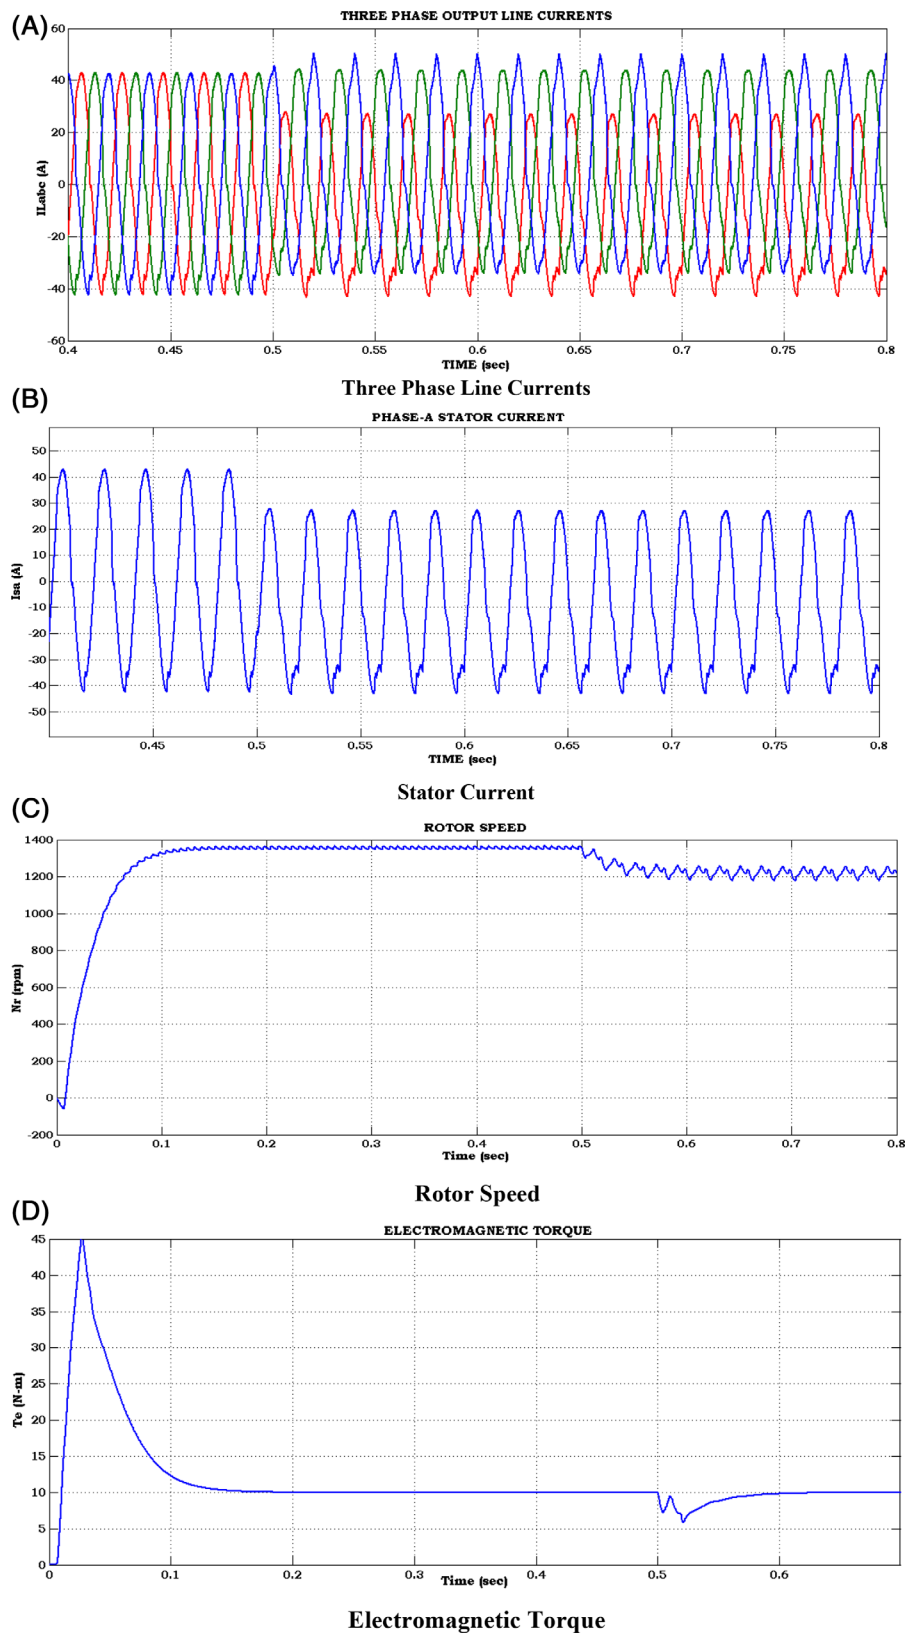 (A)
THREE PHASE OUTPUT LINE CURRENTS
60
40
20
0
-20
-40
-60
ILabc (A)
0.4 0.45 0.5 0.55 0.6 0.65 0.7 0.75 0.8
TIME (sec)
Three Phase Line Currents
(B)
PHASE-A STATOR CURRENT
50
40
30
20
10
0
-10
-20
-30
-40
-50
Isa (A)
0.45 0.5 0.55 0.6 0.65 0.7 0.75 0.8
TIME (sec)
Stator Current
(C)
ROTOR SPEED
1400
1200
1000
800
600
400
200
0
-200
Nr (rpm)
0 0.1 0.2 0.3 0.4 0.5 0.6 0.7 0.8
Time (sec)
Rotor Speed
(D)
ELECTROMAGNETIC TORQUE
45
40
35
30
25
20
15
10
5
0
Te (N-m)
0 0.1 0.2 0.3 0.4 0.5 0.6
Time (sec)
Electromagnetic Torque